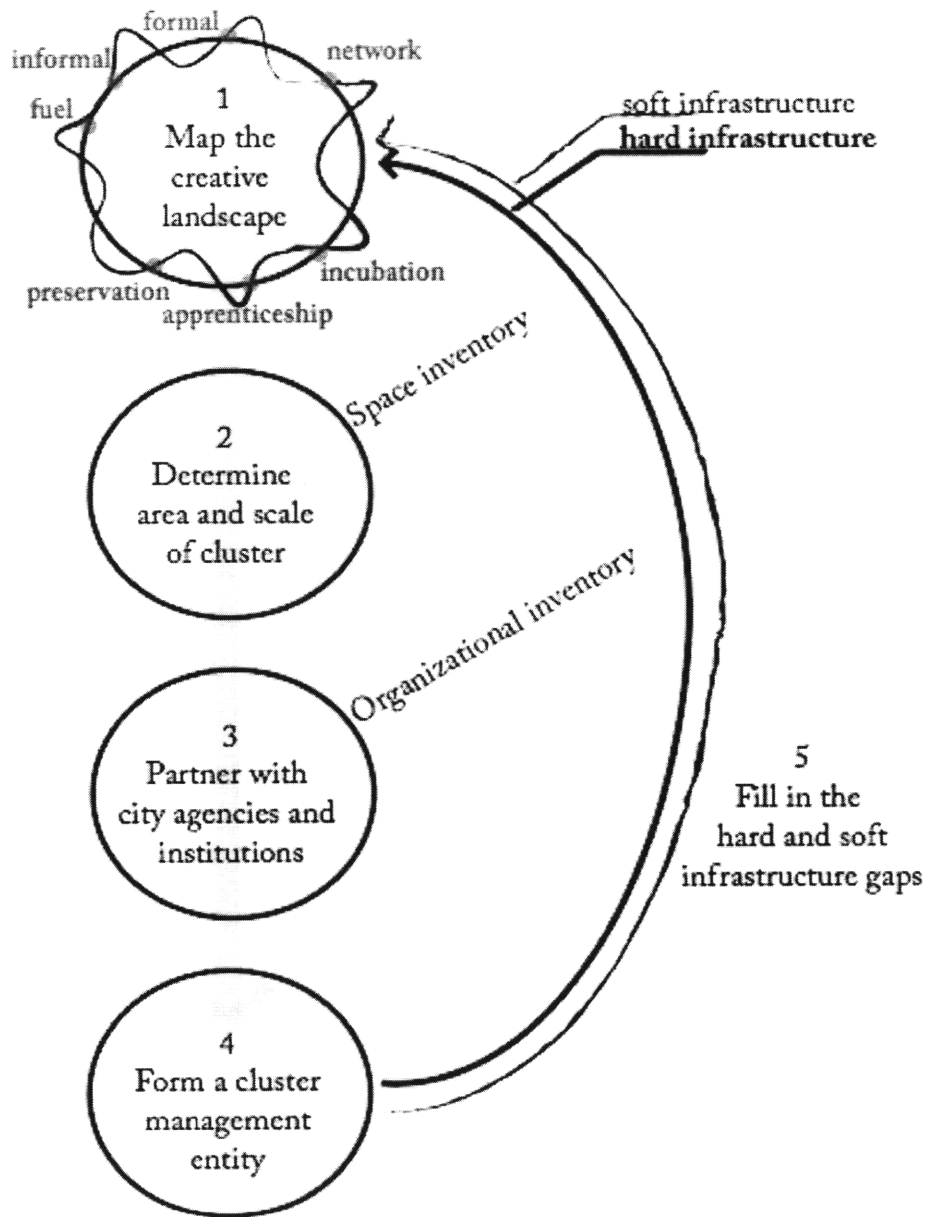 formal
informal
network
fuel
1
Map the
creative
landscape
preservation
apprenticeship
incubation
soft infrastructure
hard infrastructure
Space inventory
2
Determine
area and scale
of cluster
Organizational inventory
3
Partner with
city agencies and
institutions
5
Fill in the
hard and soft
infrastructure gaps
4
Form a cluster
management
entity